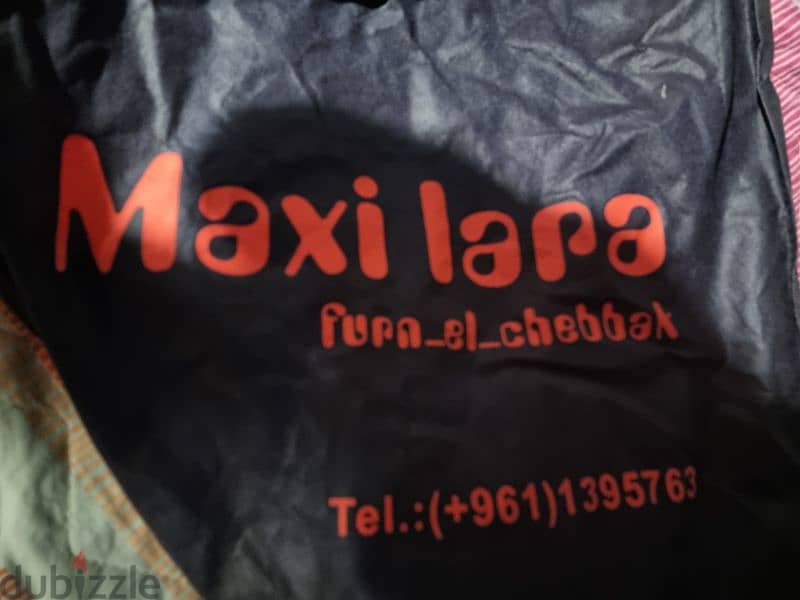 Maxi lara
furn_el_chebbak
Tel.:(+961)1395763
dubizzle